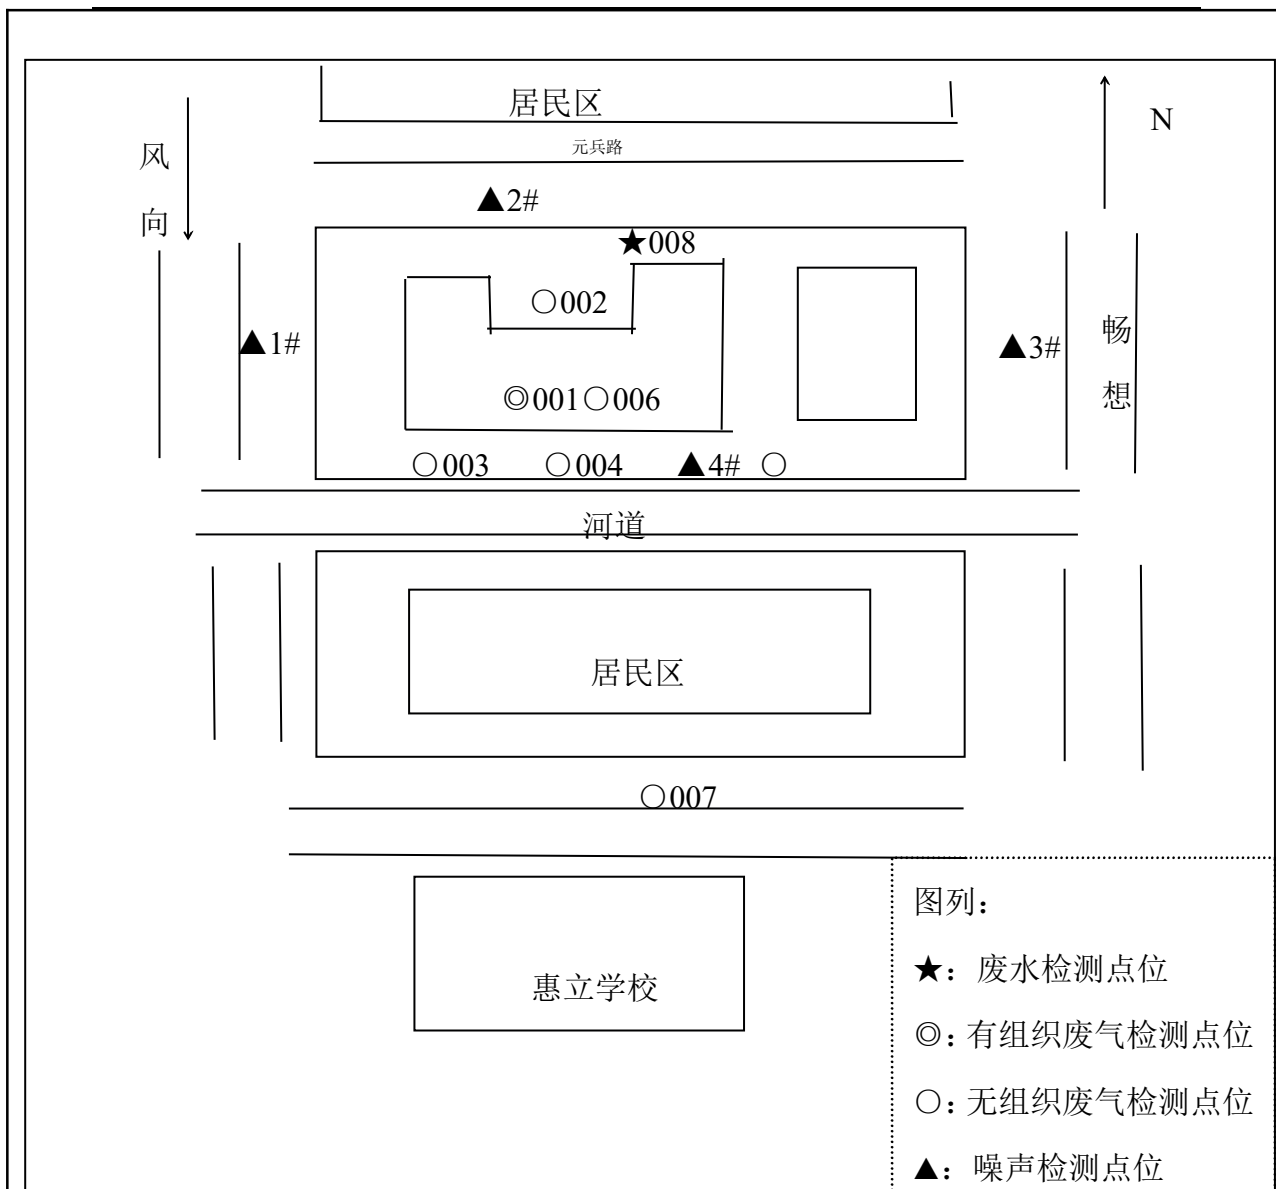 居民区
N
元兵路
风
向
▲2#
★008
○002
畅
想
▲1#
▲3#
◎001○006
○003
○004
▲4#
○
河道
居民区
○007
惠立学校
图列：
★：废水检测点位
◎：有组织废气检测点位
○：无组织废气检测点位
▲：噪声检测点位